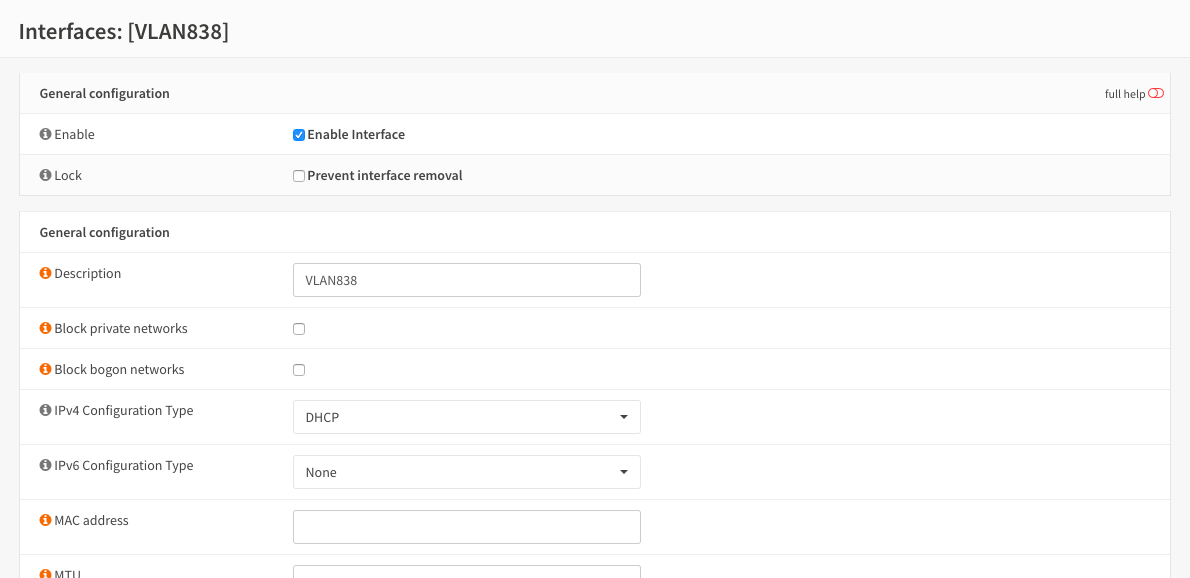 Interfaces: [VLAN838]
General configuration
full help
Enable
Enable Interface
Lock
Prevent interface removal
General configuration
Description
VLAN838
Block private networks
Block bogon networks
IPv4 Configuration Type
DHCP
IPv6 Configuration Type
None
MAC address
MTU